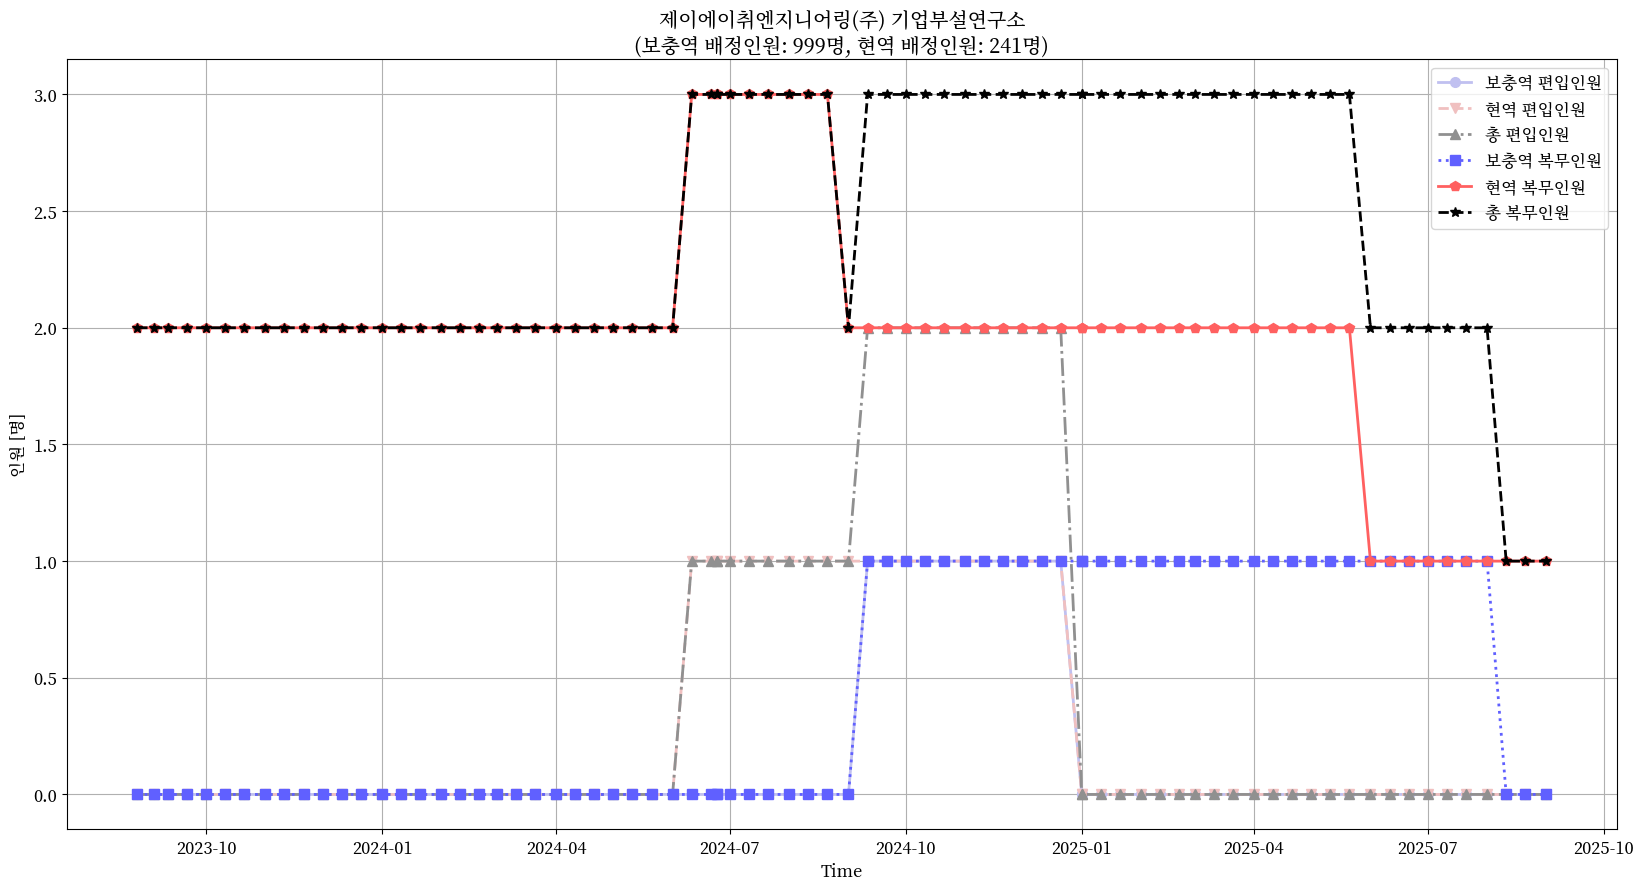 제이에이취엔지니어링(주) 기업부설연구소
(보충역 배정인원: 999명, 현역 배정인원: 241명)
3.0
2.5
2.0
1.5
1.0
0.5
0.0
인원 [명]
보충역 편입인원
현역 편입인원
총 편입인원
보충역 복무인원
현역 복무인원
총 복무인원
2023-10
2024-01
2024-04
2024-07
2024-10
2025-01
2025-04
2025-07
2025-10
Time